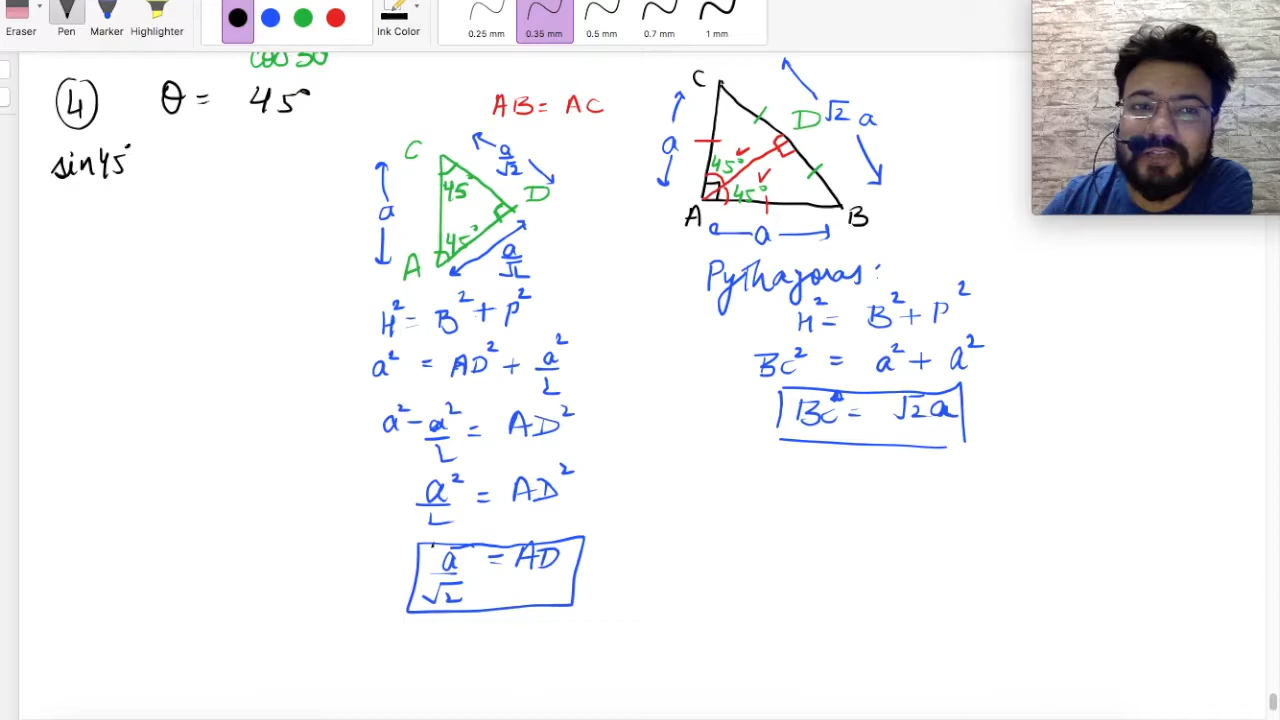 Eraser Pen Marker Highlighter Ink Color 0.25 mm 0.35 mm 0.5 mm 0.7 mm 1 mm
cos 30
④ θ = 45°
sin45°
AB = AC
C
a/√2
a
45°
D
45°
A
a/√2
C
D
√2 a
a
45°
45°
A
B
a
H² = B² + P²
a² = AD² + a²/2
a² - a²/2 = AD²
a²/2 = AD²
a/√2 = AD
Pythagoras:
H² = B² + P²
BC² = a² + a²
BC = √2a